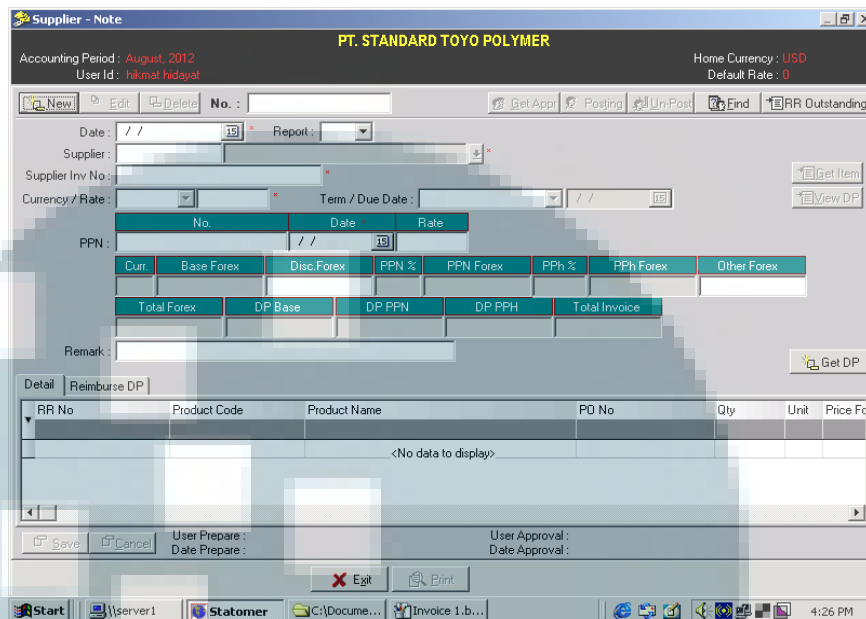 Supplier - Note
PT. STANDARD TOYO POLYMER
Accounting Period : August, 2012
Home Currency : USD
User Id : hikmat hidayat
Default Rate : 0
New Edit Delete No. : Get Appr Posting Un-Post Find RR Outstanding
Date : / / 15 * Report :
Supplier : *
Supplier Inv No : * Get Item
Currency / Rate : * Term / Due Date : / / 15 View DP
No. Date * Rate
PPN : / / 15
Curr. Base Forex Disc.Forex PPN % PPN Forex PPh % PPh Forex Other Forex
Total Forex DP Base DP PPN DP PPH Total Invoice
Remark :
Get DP
Detail Reimburse DP
RR No Product Code Product Name PO No Qty Unit Price Fo
<No data to display>
Save Cancel User Prepare : User Approval :
Date Prepare : Date Approval :
Exit Print
Start \\server1 Statomer C:\Docume... Invoice 1.b... 4:26 PM